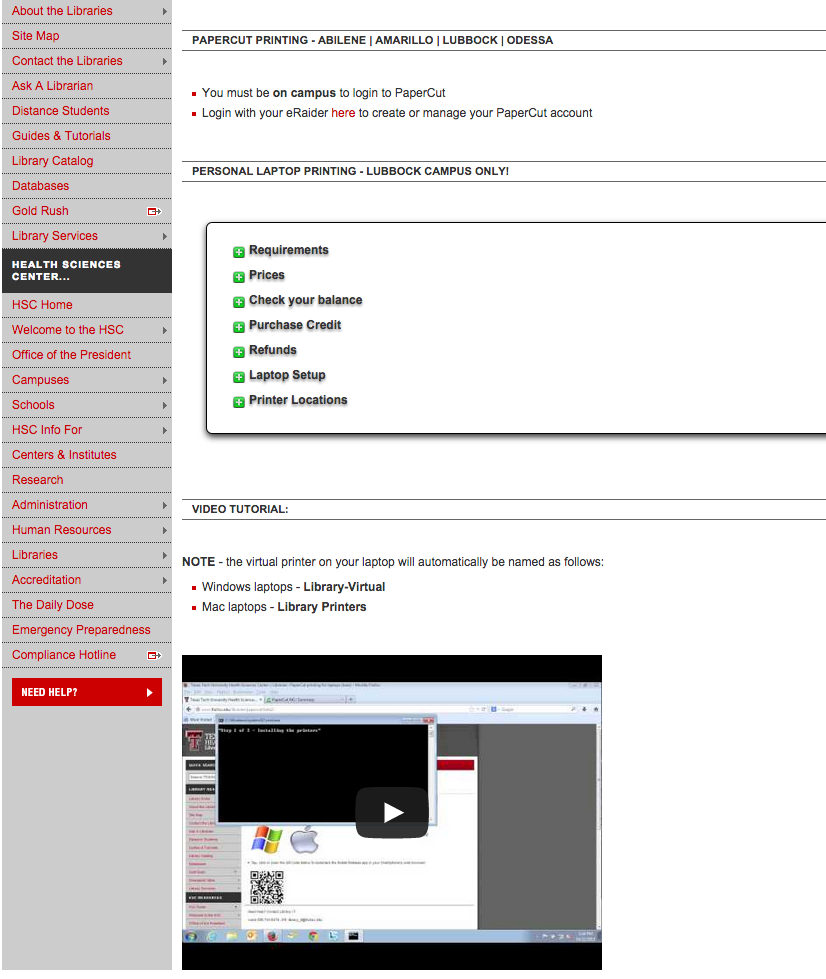 About the Libraries
Site Map
Contact the Libraries
Ask A Librarian
Distance Students
Guides & Tutorials
Library Catalog
Databases
Gold Rush
Library Services
HEALTH SCIENCES
CENTER...
HSC Home
Welcome to the HSC
Office of the President
Campuses
Schools
HSC Info For
Centers & Institutes
Research
Administration
Human Resources
Libraries
Accreditation
The Daily Dose
Emergency Preparedness
Compliance Hotline
NEED HELP?
PAPERCUT PRINTING - ABILENE | AMARILLO | LUBBOCK | ODESSA
You must be on campus to login to PaperCut
Login with your eRaider here to create or manage your PaperCut account
PERSONAL LAPTOP PRINTING - LUBBOCK CAMPUS ONLY!
Requirements
Prices
Check your balance
Purchase Credit
Refunds
Laptop Setup
Printer Locations
VIDEO TUTORIAL:
NOTE - the virtual printer on your laptop will automatically be named as follows:
Windows laptops - Library-Virtual
Mac laptops - Library Printers
"Step 1 of 3 - Installing the printers"